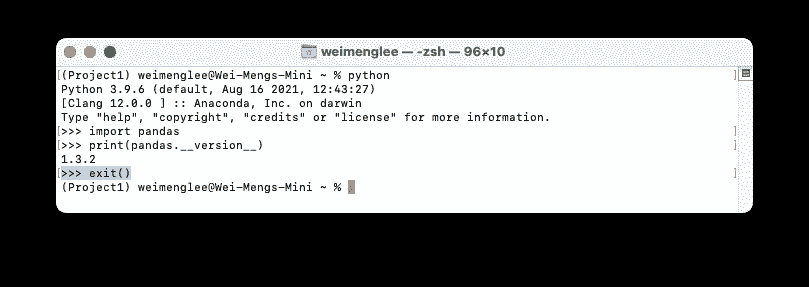 weimenglee — -zsh — 96×10
[(Project1) weimenglee@Wei-Mengs-Mini ~ % python ]
Python 3.9.6 (default, Aug 16 2021, 12:43:27)
[Clang 12.0.0 ] :: Anaconda, Inc. on darwin
Type "help", "copyright", "credits" or "license" for more information.
[>>> import pandas ]
[>>> print(pandas.__version__) ]
1.3.2
[>>> exit() ]
(Project1) weimenglee@Wei-Mengs-Mini ~ %